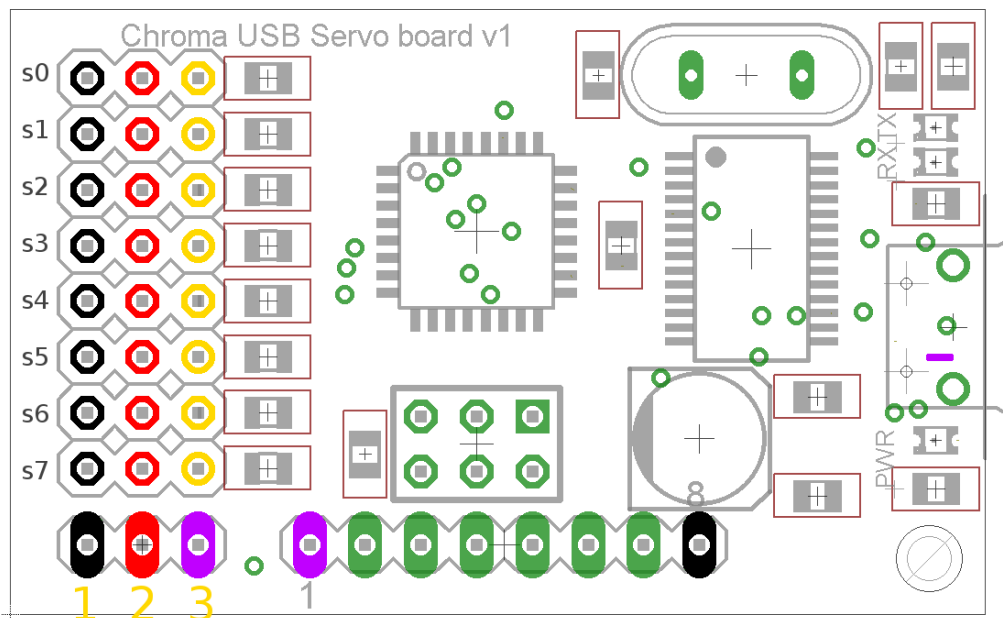 Chroma USB Servo board v1
s0
s1
s2
s3
s4
s5
s6
s7
RX TX
PWR
8
1 2 3
1